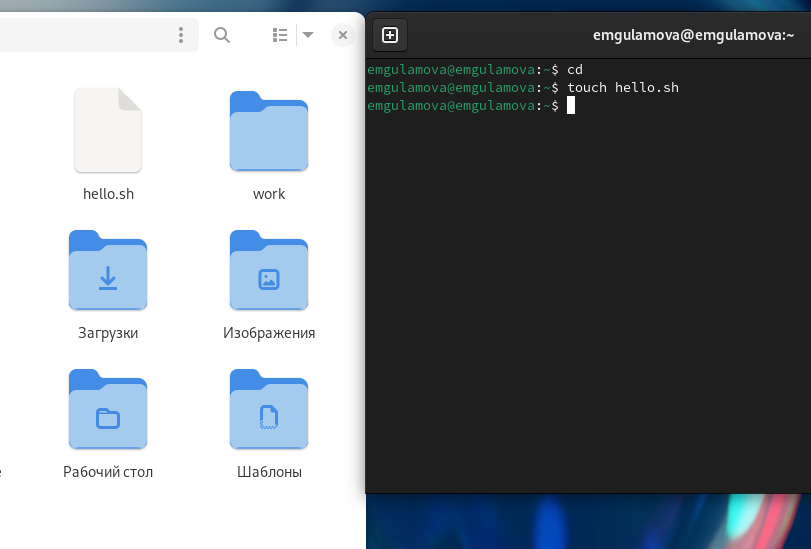 hello.sh
work
Загрузки
Изображения
Рабочий стол
Шаблоны
emgulamova@emgulamova:~
emgulamova@emgulamova:~$ cd
emgulamova@emgulamova:~$ touch hello.sh
emgulamova@emgulamova:~$